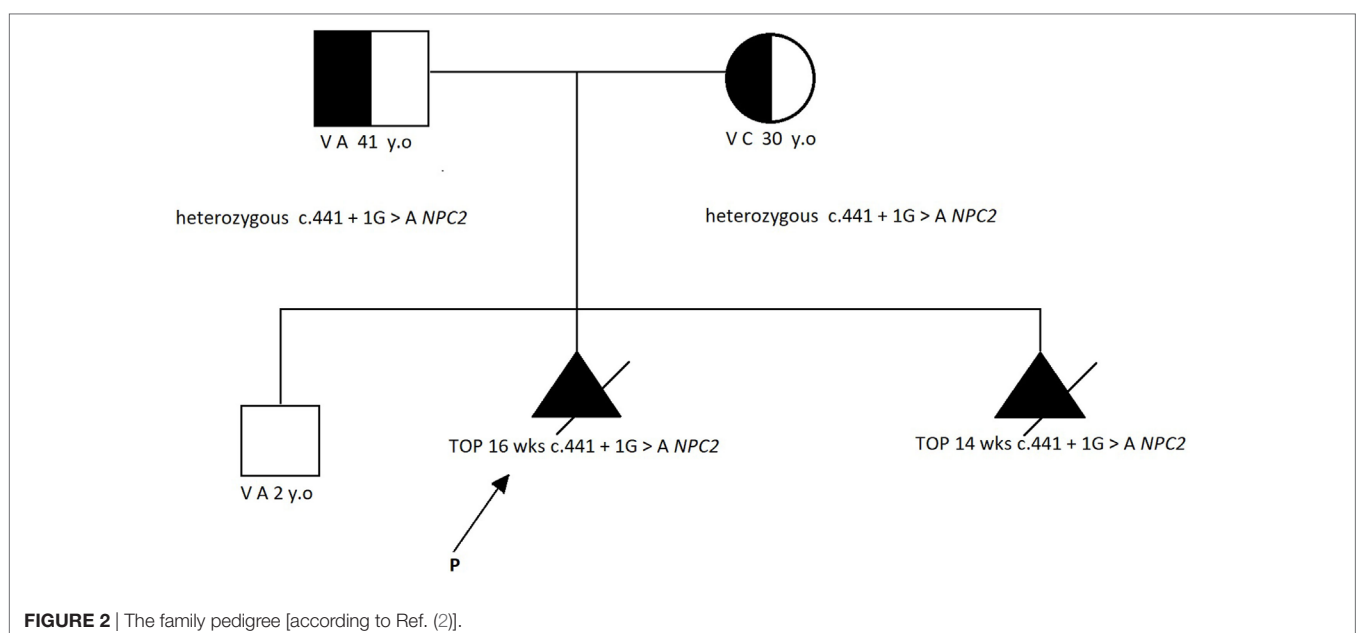 V A 41 y.o
V C 30 y.o
heterozygous c.441 + 1G > A NPC2
heterozygous c.441 + 1G > A NPC2
TOP 16 wks c.441 + 1G > A NPC2
TOP 14 wks c.441 + 1G > A NPC2
V A 2 y.o
P
FIGURE 2 | The family pedigree [according to Ref. (2)].